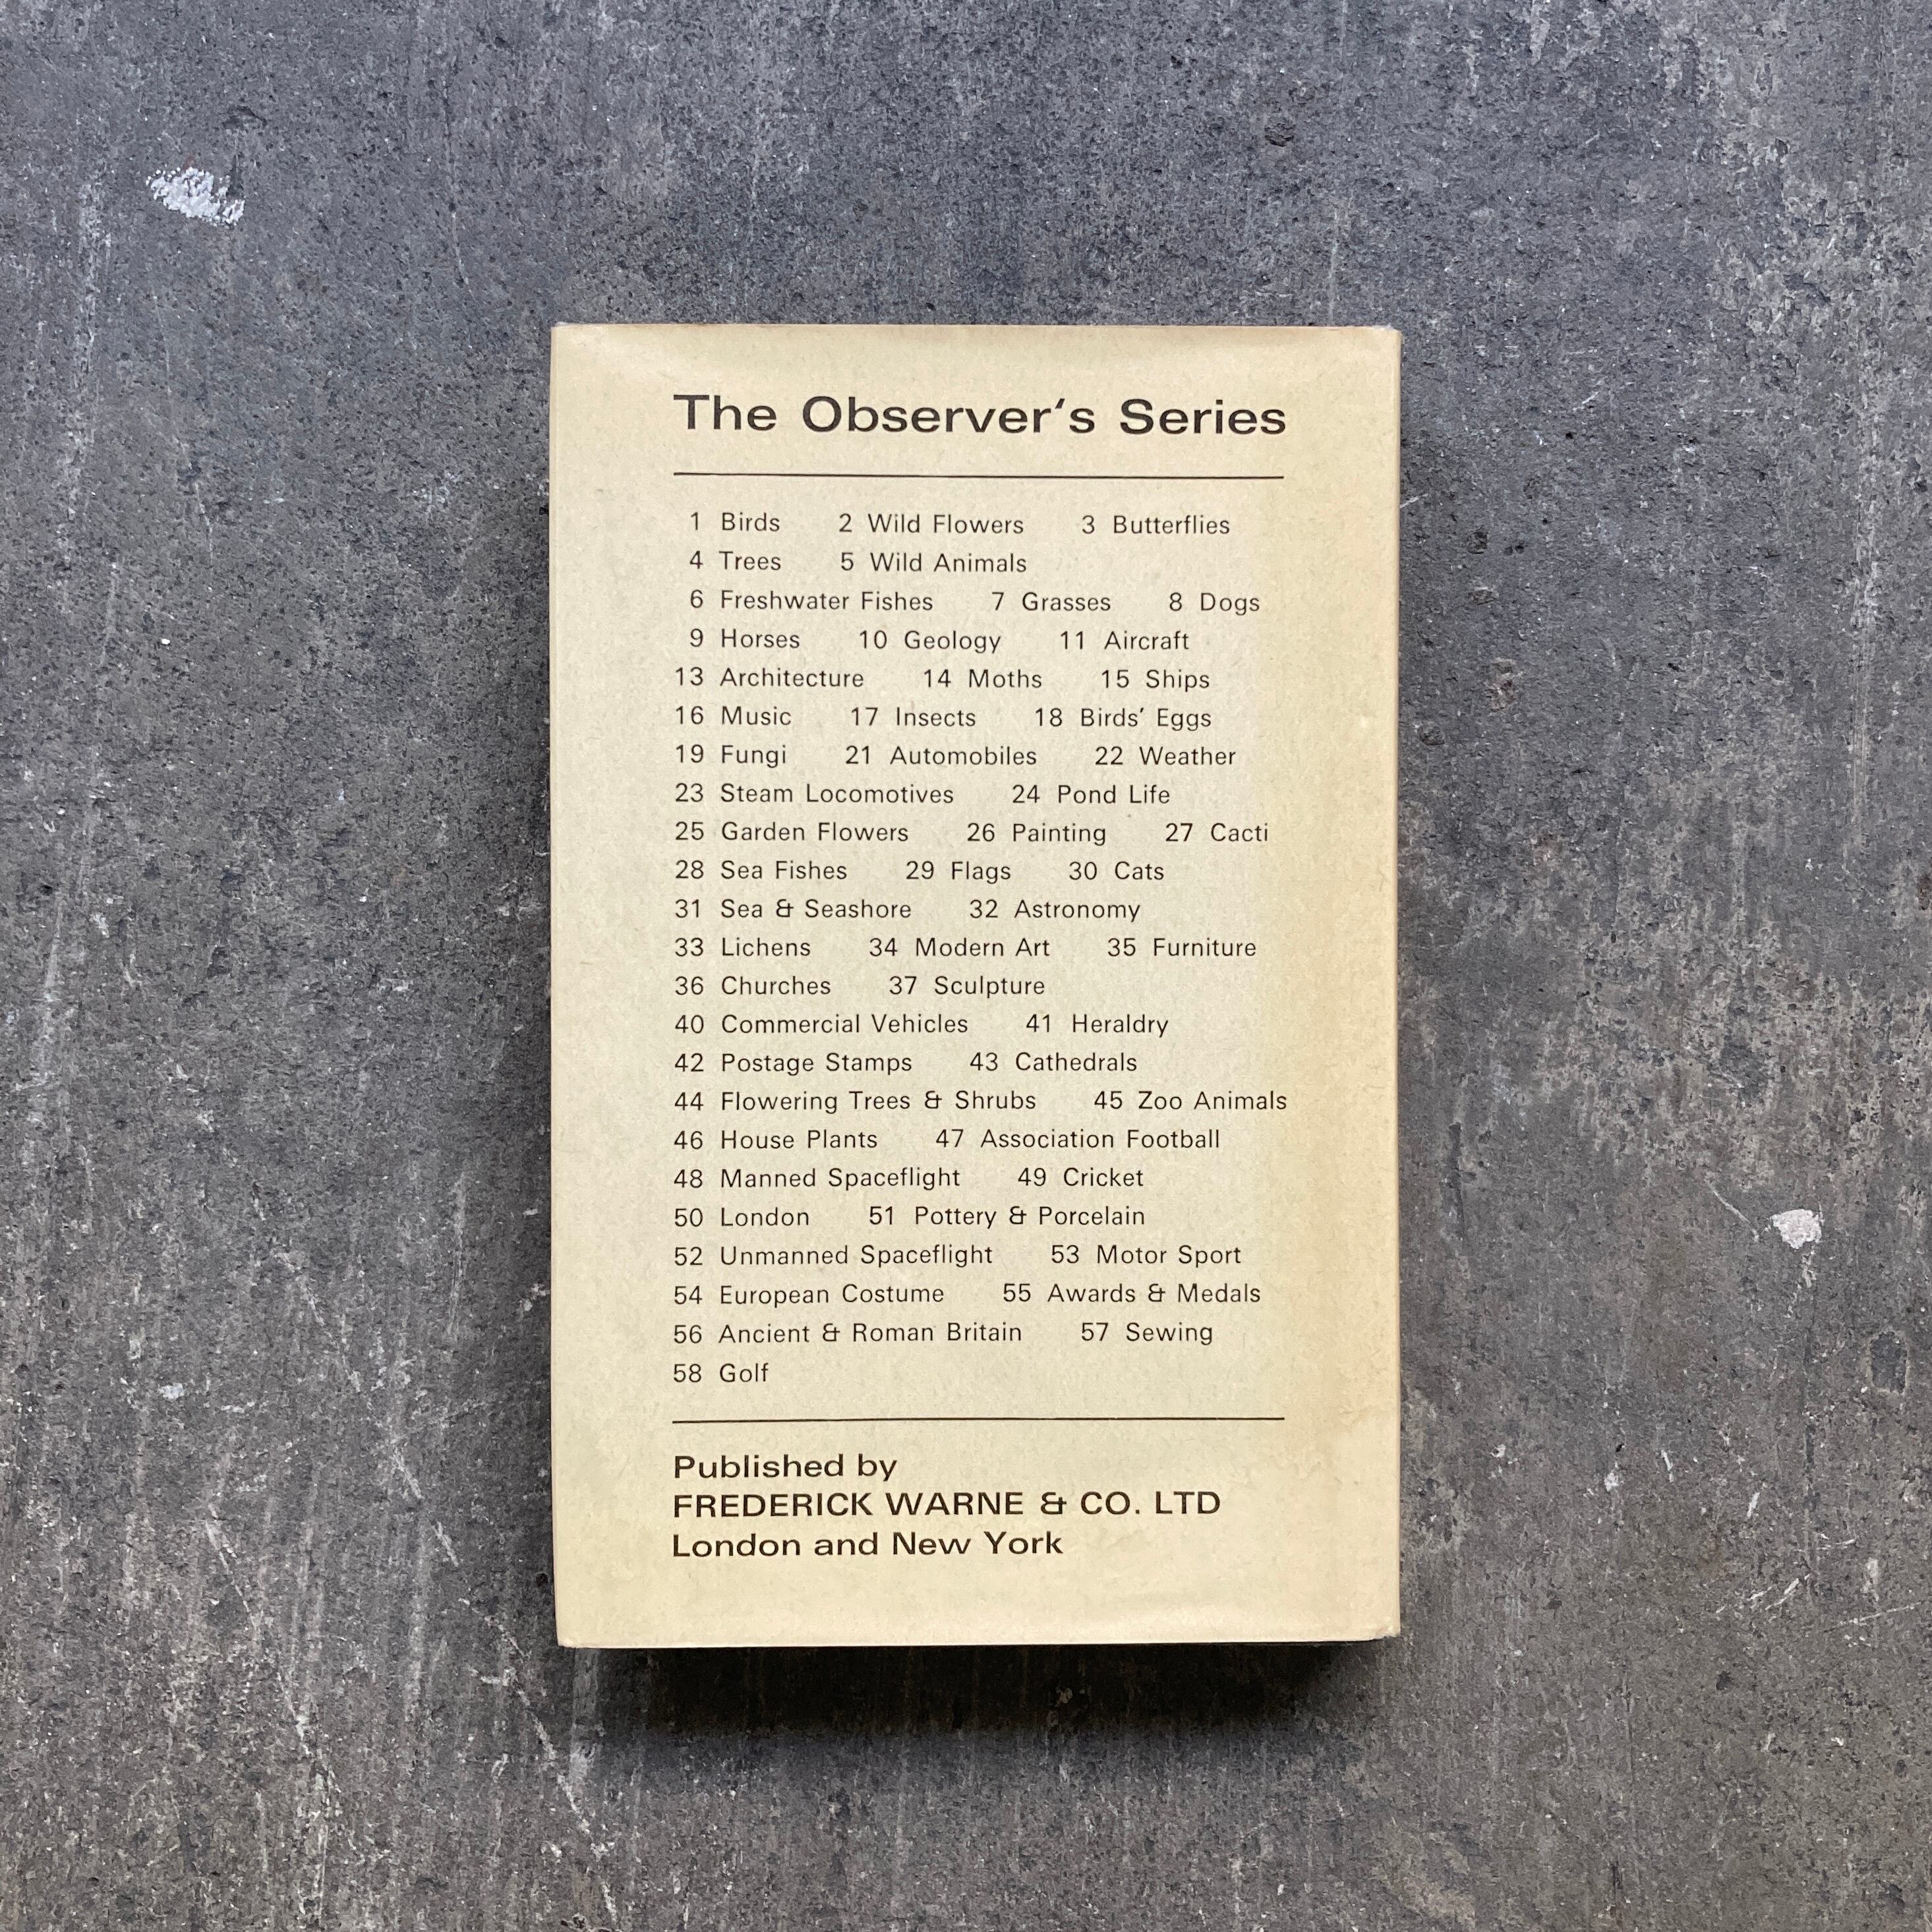 The Observer‘s Series
1 Birds 2 Wild Flowers 3 Butterflies
4 Trees 5 Wild Animals
6 Freshwater Fishes 7 Grasses 8 Dogs
9 Horses 10 Geology 11 Aircraft
13 Architecture 14 Moths 15 Ships
16 Music 17 Insects 18 Birds’ Eggs
19 Fungi 21 Automobiles 22 Weather
23 Steam Locomotives 24 Pond Life
25 Garden Flowers 26 Painting 27 Cacti
28 Sea Fishes 29 Flags 30 Cats
31 Sea & Seashore 32 Astronomy
33 Lichens 34 Modern Art 35 Furniture
36 Churches 37 Sculpture
40 Commercial Vehicles 41 Heraldry
42 Postage Stamps 43 Cathedrals
44 Flowering Trees & Shrubs 45 Zoo Animals
46 House Plants 47 Association Football
48 Manned Spaceflight 49 Cricket
50 London 51 Pottery & Porcelain
52 Unmanned Spaceflight 53 Motor Sport
54 European Costume 55 Awards & Medals
56 Ancient & Roman Britain 57 Sewing
58 Golf
Published by
FREDERICK WARNE & CO. LTD
London and New York